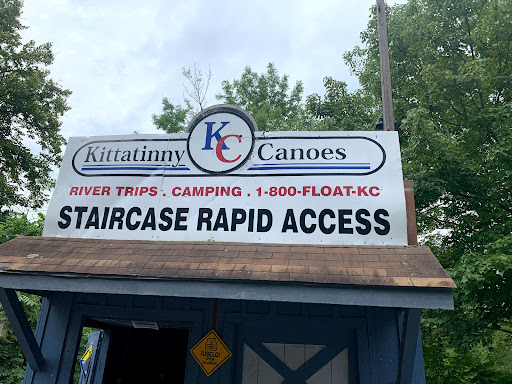 KC
Kittatinny Canoes
RIVER TRIPS . CAMPING . 1-800-FLOAT-KC
STAIRCASE RAPID ACCESS